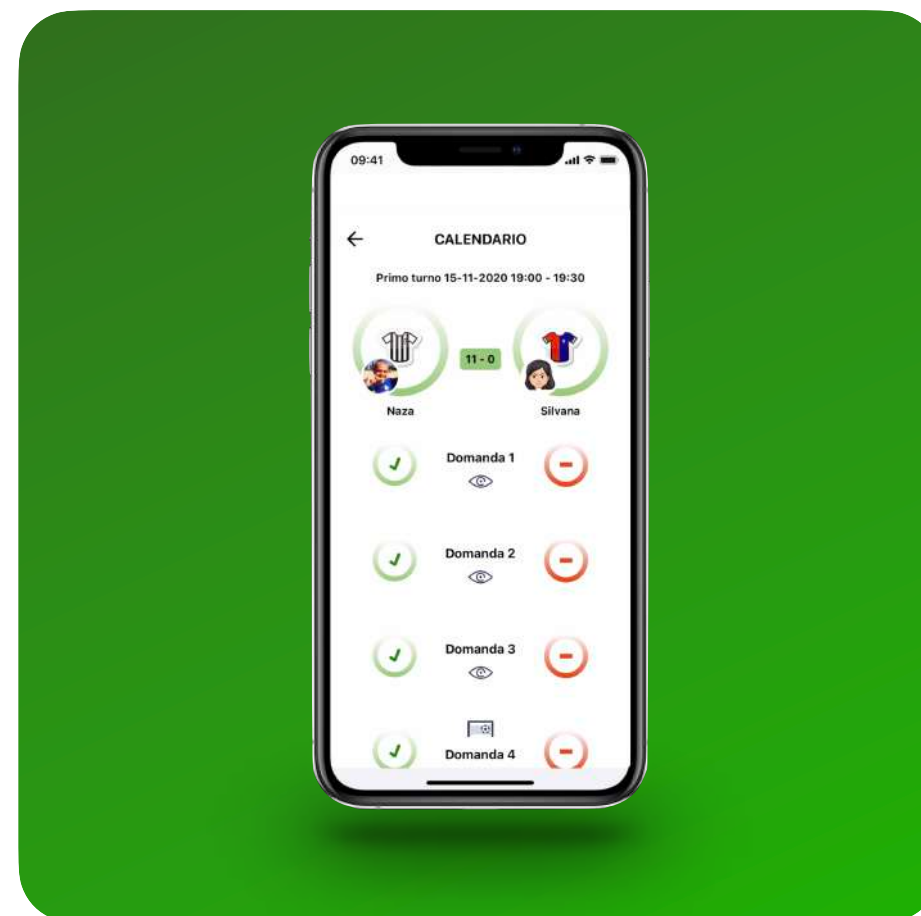 09:41
CALENDARIO
Primo turno 15-11-2020 19:00 - 19:30
11 - 0
Naza
Silvana
Domanda 1
Domanda 2
Domanda 3
Domanda 4